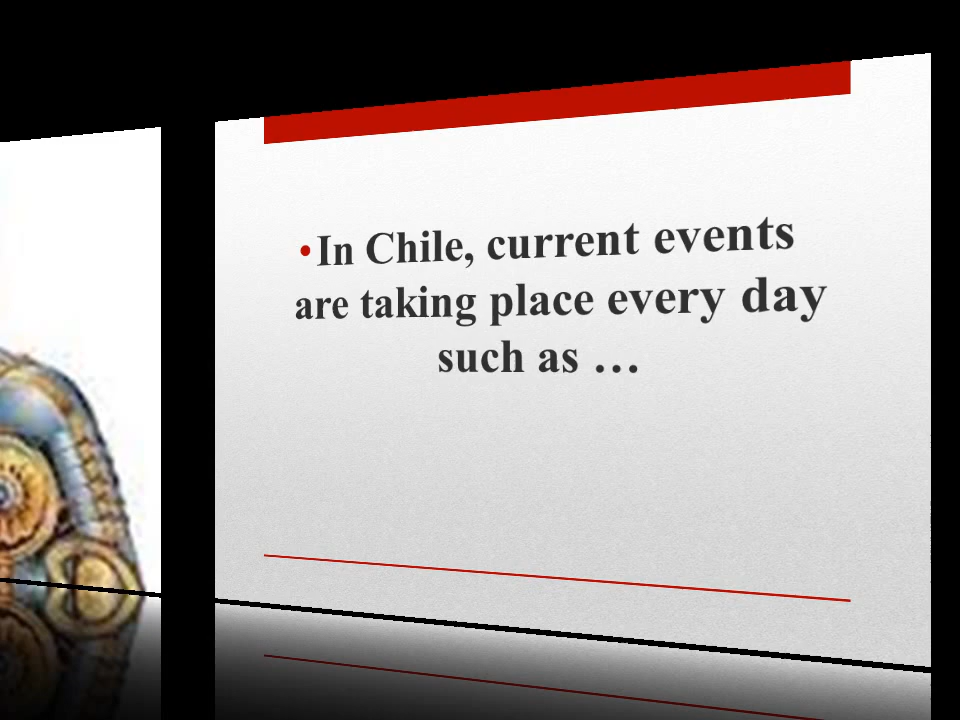 •In Chile, current events
are taking place every day
such as …